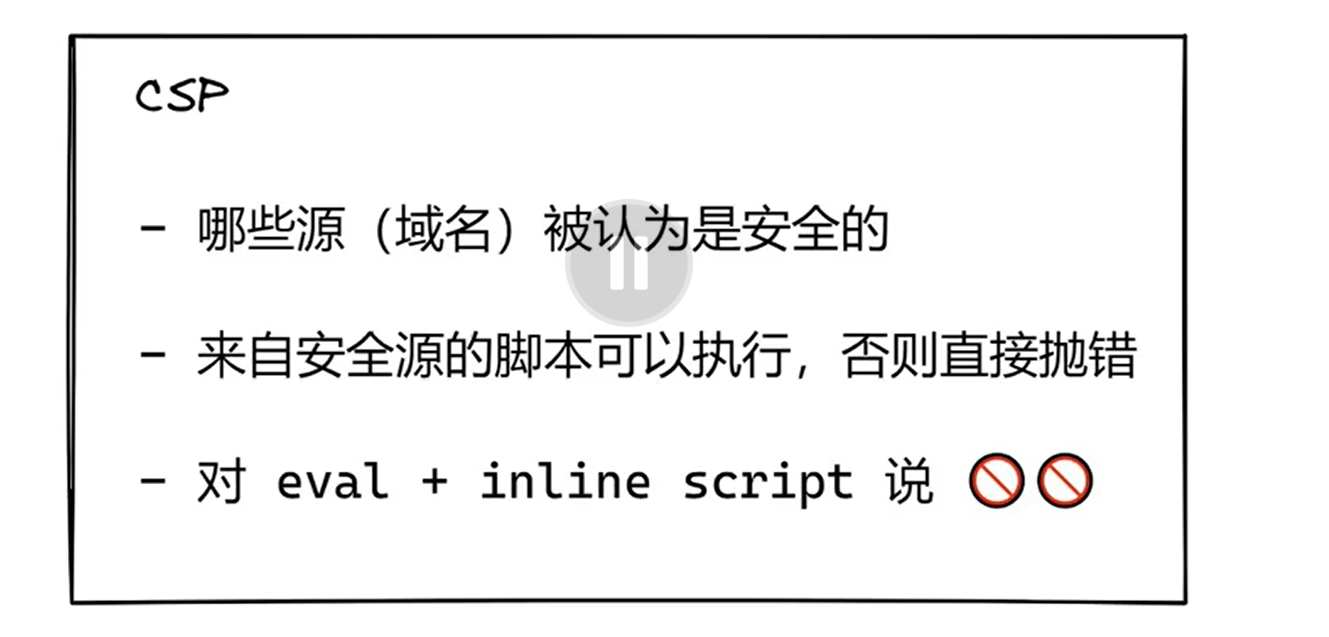 CSP
- 哪些源（域名）被认为是安全的
- 来自安全源的脚本可以执行，否则直接抛错
- 对 eval + inline script 说 🚫🚫